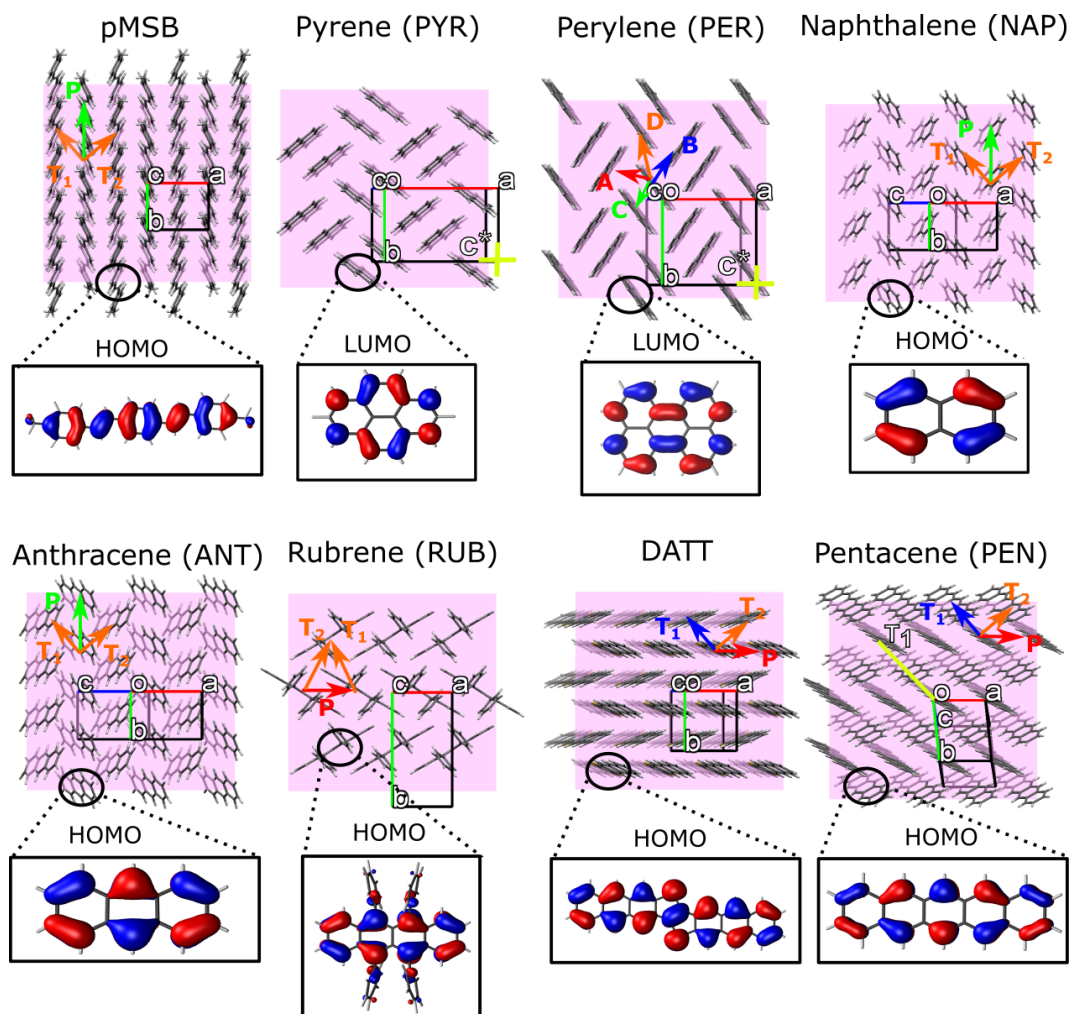 pMSB
Pyrene (PYR)
Perylene (PER)
Naphthalene (NAP)
P
T1
T2
c
a
b
co
a
b
c*
D
B
A
C
co
a
b
c*
P
T1
T2
c
o
a
b
HOMO
LUMO
LUMO
HOMO
Anthracene (ANT)
Rubrene (RUB)
DATT
Pentacene (PEN)
P
T1
T2
c
o
a
b
T2
T1
P
c
a
b
T1
T2
P
co
a
b
T1
T2
P
T1
o
a
c
b
HOMO
HOMO
HOMO
HOMO